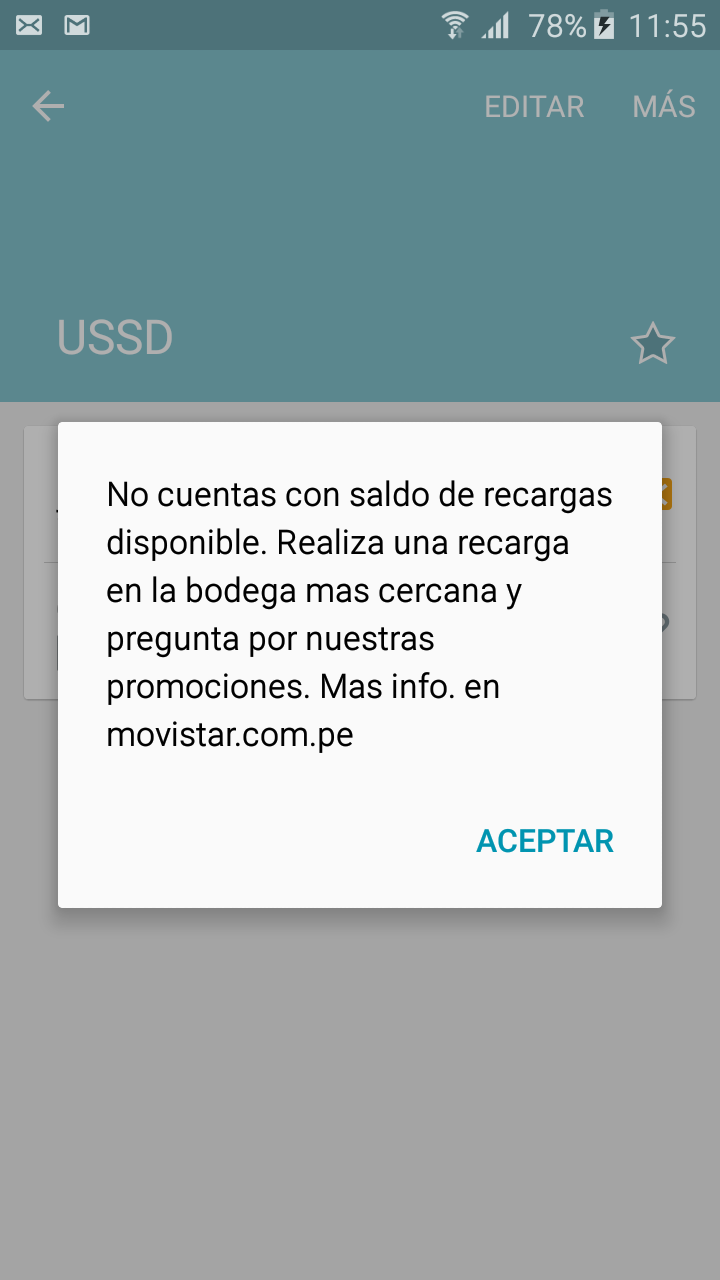 78% 11:55
EDITAR MÁS
USSD
No cuentas con saldo de recargas
disponible. Realiza una recarga
en la bodega mas cercana y
pregunta por nuestras
promociones. Mas info. en
movistar.com.pe
ACEPTAR